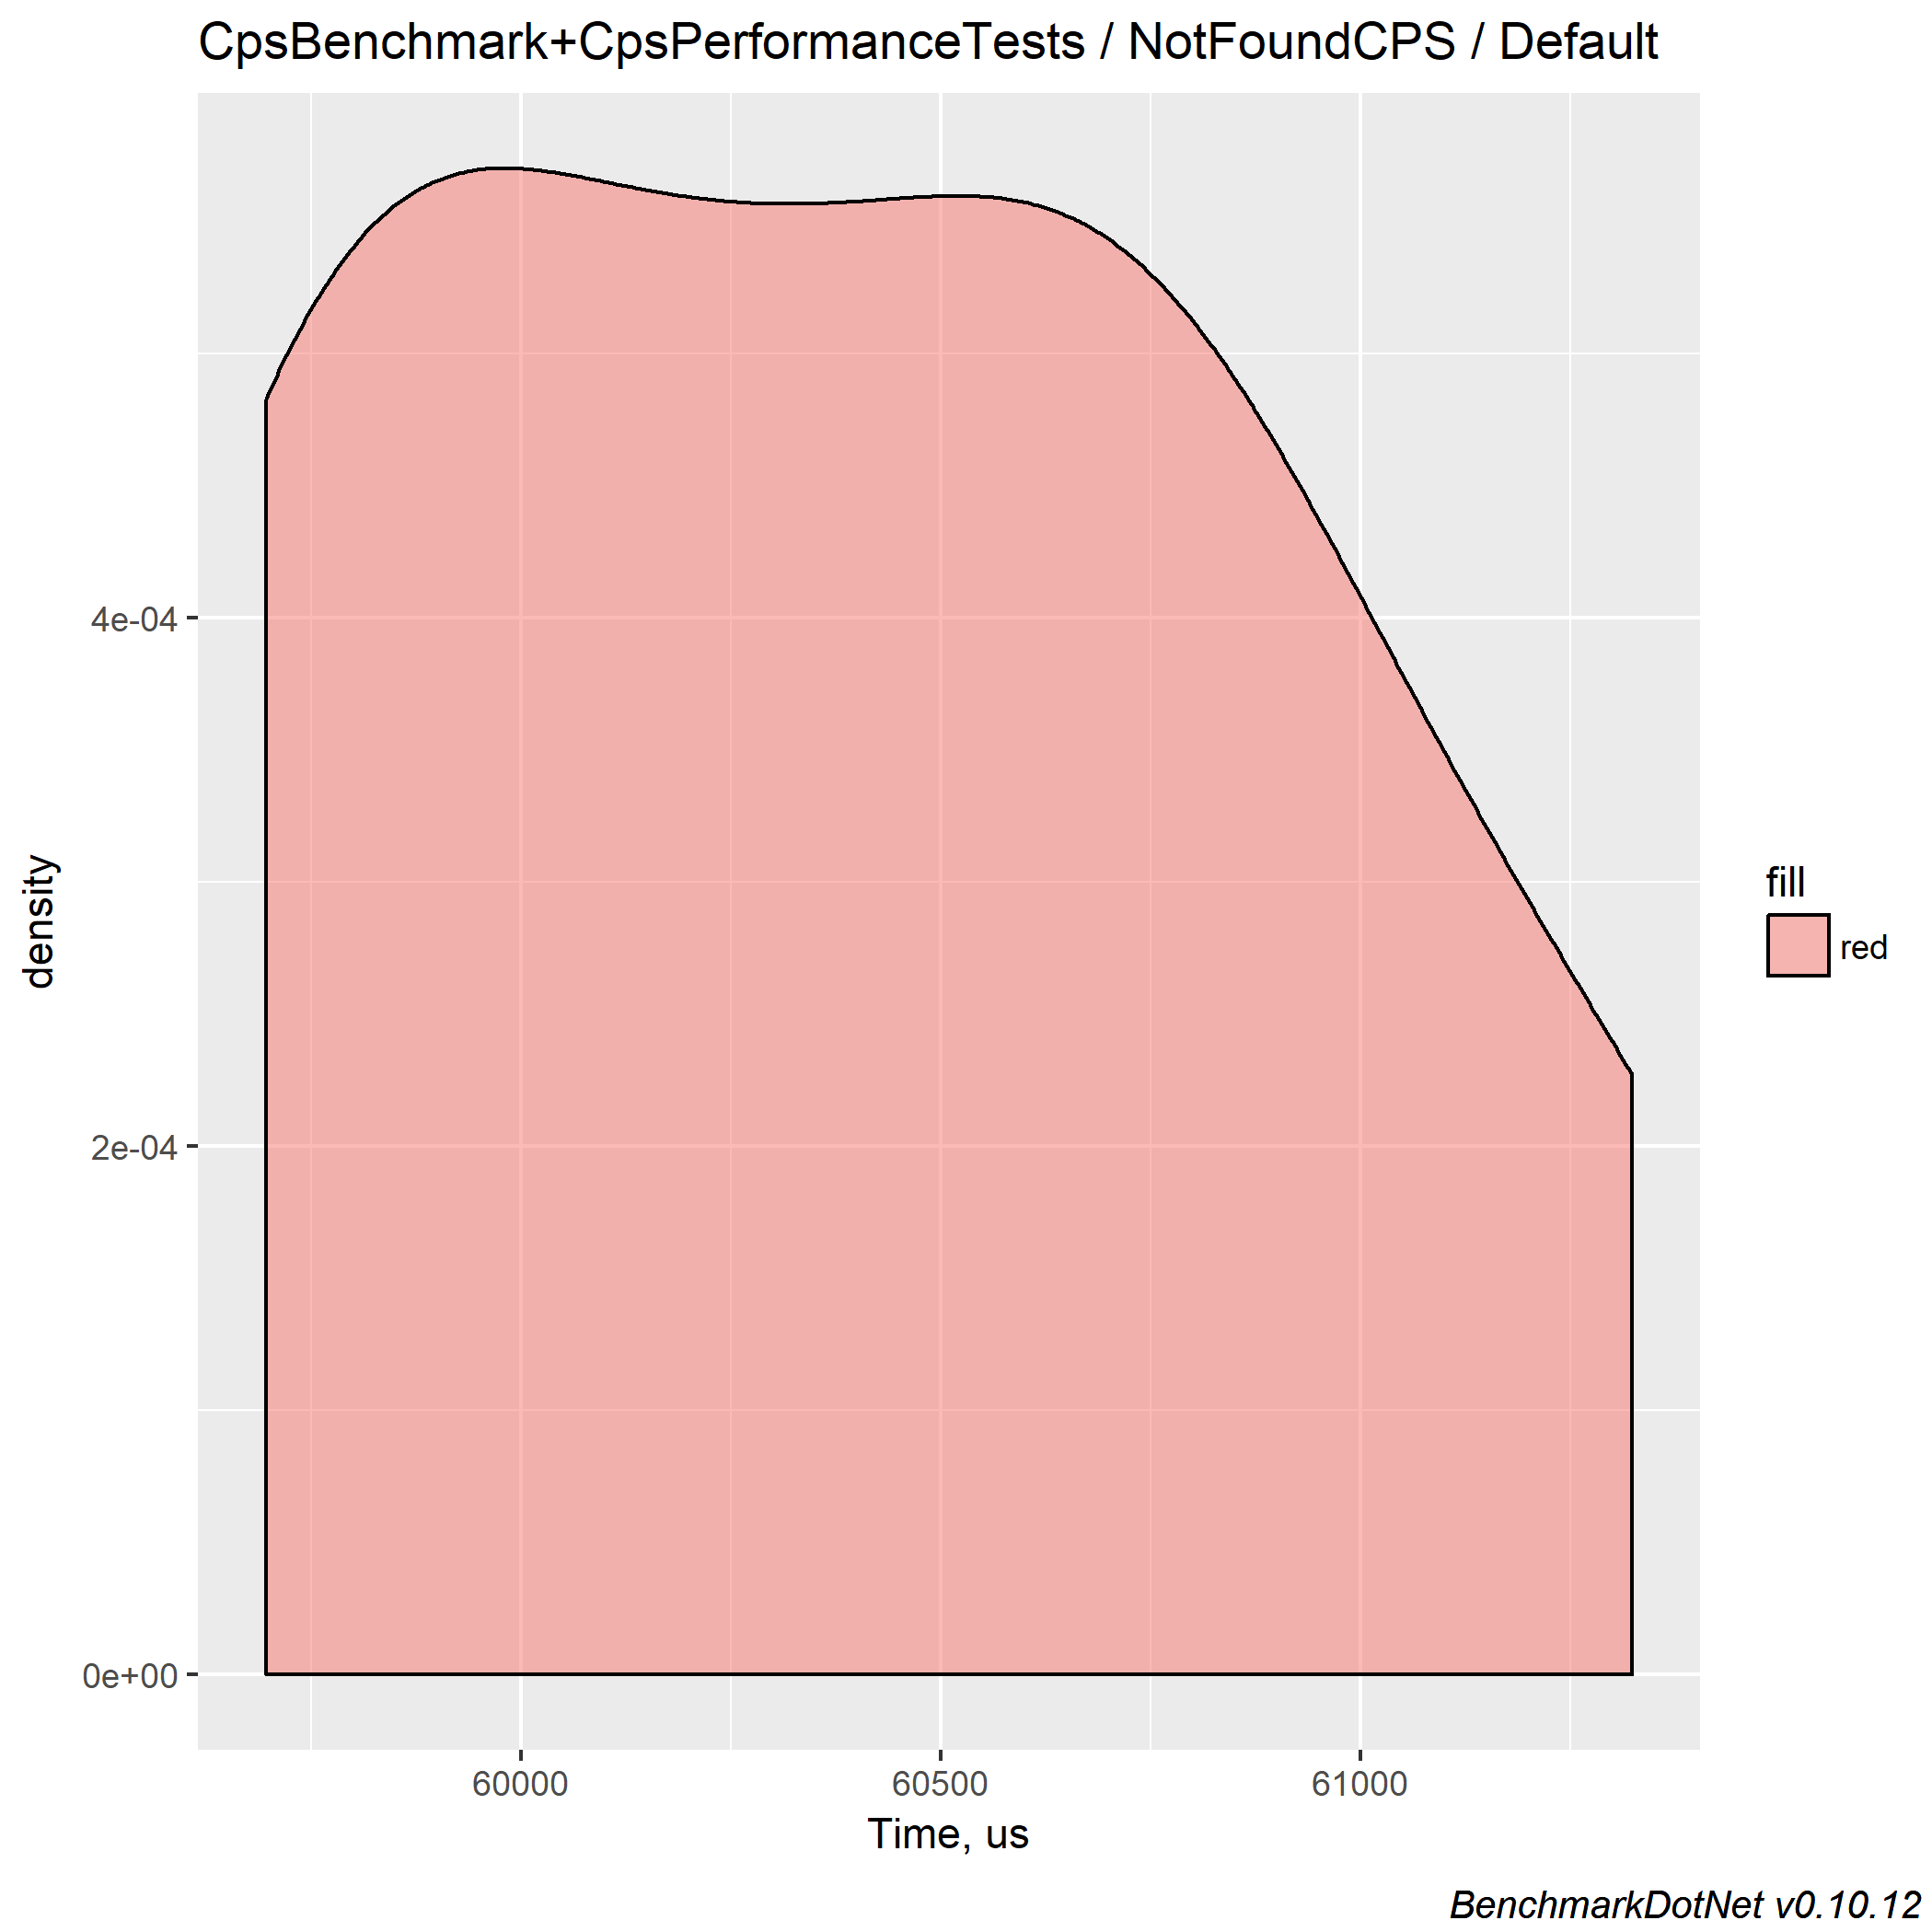 CpsBenchmark+CpsPerformanceTests / NotFoundCPS / Default
density
4e-04
2e-04
0e+00
60000
60500
61000
Time, us
fill
red
BenchmarkDotNet v0.10.12